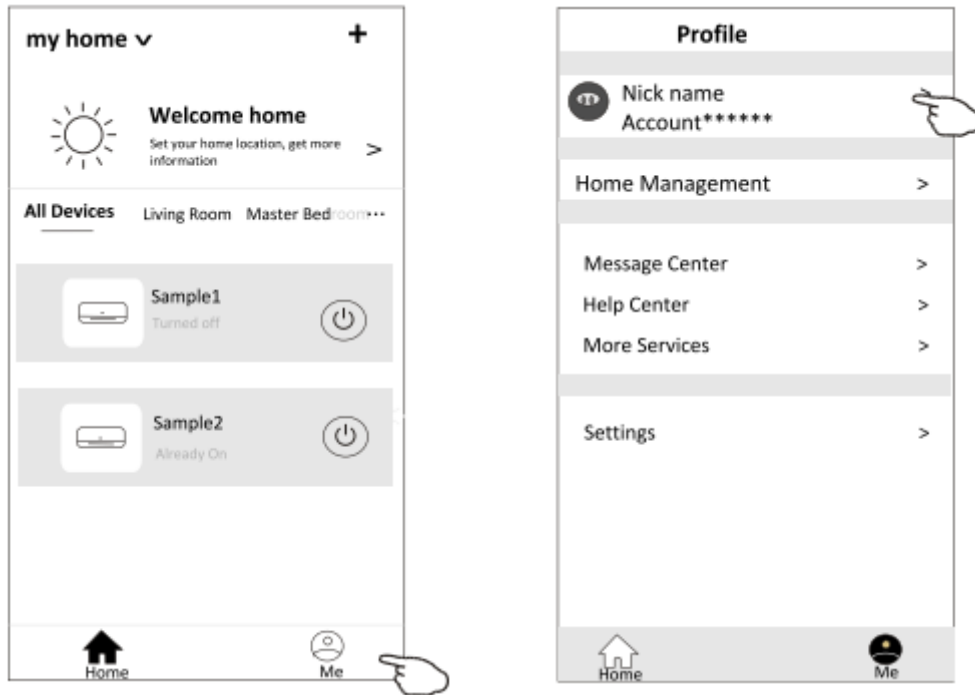 my home
+
Welcome home
Set your home location, get more
information
>
All Devices Living Room Master Bedroom...
Sample1
Turned off
Sample2
Already On
Home Me
Profile
Nick name
Account******
Home Management >
Message Center >
Help Center >
More Services >
Settings >
Home Me